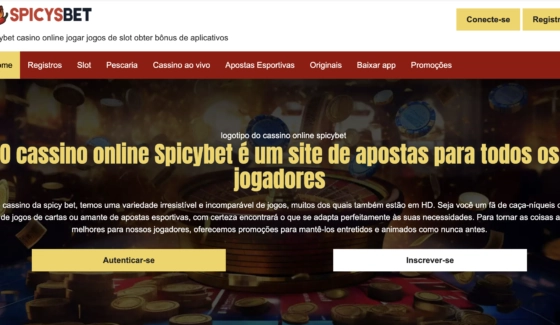 SPICYSBET
Conecte-se
bet casino online jogar jogos de slot obter bônus de aplicativos
Registros
Slot
Pescaria
Cassino ao vivo
Apostas Esportivas
Originais
Baixar app
Promoções
logotipo do cassino online spicybet
O cassino online Spicybet é um site de apostas para todos os
jogadores
cassino da spicy bet, temos uma variedade irresistível e incomparável de jogos, muitos dos quais também estão em HD. Seja você um fã de caça-níqueis
de jogos de cartas ou amante de apostas esportivas, com certeza encontrará o que se adapta perfeitamente às suas necessidades. Para tornar as coisas
melhores para nossos jogadores, oferecemos promoções para mantê-los entretidos e animados como nunca antes.
Autenticar-se
Inscrever-se